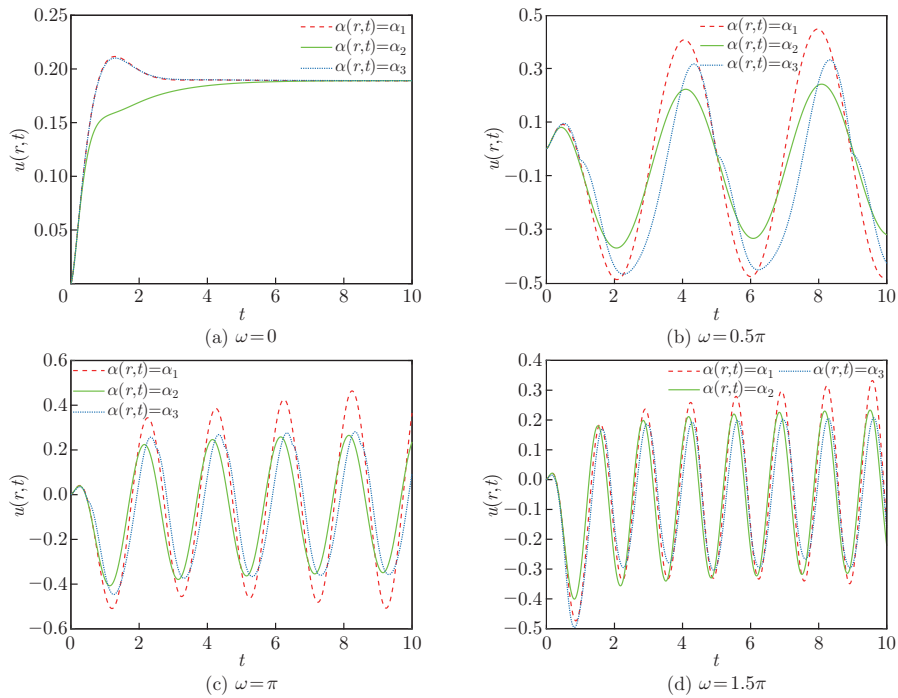 0.25
0.20
0.15
0.10
0.05
0
2
4
6
8
10
u(r,t)
t
α(r,t)=α₁
α(r,t)=α₂
α(r,t)=α₃
(a) ω=0
0.5
0.3
0.1
−0.1
−0.3
−0.5
0
2
4
6
8
10
u(r,t)
t
α(r,t)=α₁
α(r,t)=α₂
α(r,t)=α₃
(b) ω=0.5π
0.6
0.4
0.2
0.0
−0.2
−0.4
−0.6
0
2
4
6
8
10
u(r,t)
t
α(r,t)=α₁
α(r,t)=α₂
α(r,t)=α₃
(c) ω=π
0.4
0.3
0.2
0.1
0.0
−0.1
−0.2
−0.3
−0.4
−0.5
0
2
4
6
8
10
u(r,t)
t
α(r,t)=α₁
α(r,t)=α₃
α(r,t)=α₂
(d) ω=1.5π